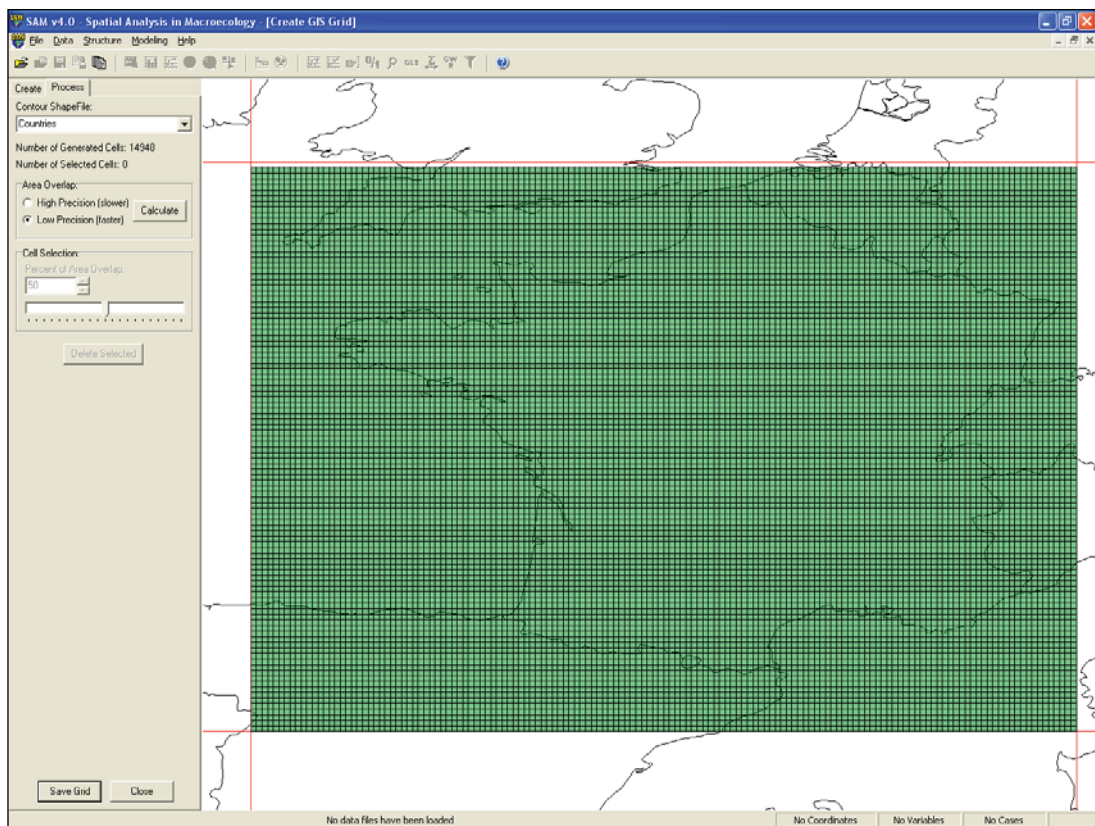 SAM v4.0 - Spatial Analysis in Macroecology - [Create GIS Grid]
File Data Structure Modeling Help
Create Process
Contour ShapeFile:
Countries
Number of Generated Cells: 14948
Number of Selected Cells: 0
Area Overlap:
High Precision (slower)
Low Precision (faster)
Calculate
Cell Selection:
Percent of Area Overlap:
50
Delete Selected
Save Grid Close
No data files have been loaded No Coordinates No Variables No Cases